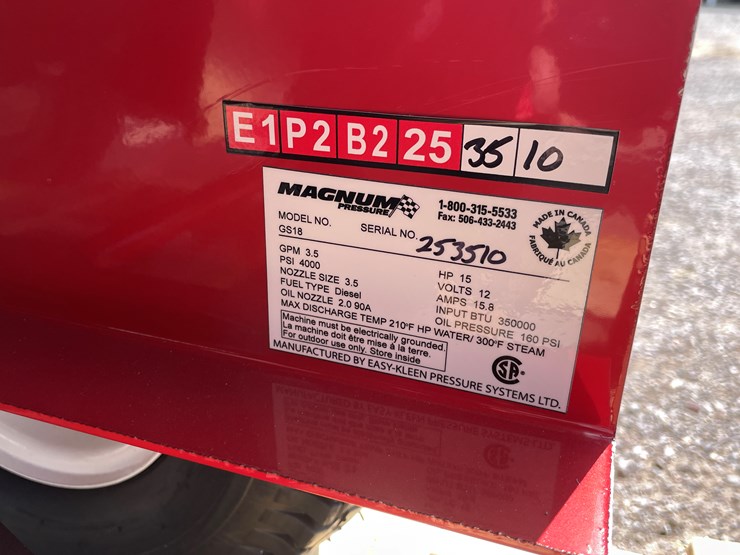 E1 P2 B2 25 35 10
MAGNUM
PRESSURE
1-800-315-5533
Fax: 506-433-2443
MADE IN CANADA
FABRIQUÉ AU CANADA
MODEL NO. SERIAL NO. 253510
GS18
GPM 3.5
PSI 4000
NOZZLE SIZE 3.5
FUEL TYPE Diesel
OIL NOZZLE 2.0 90A
HP 15
VOLTS 12
AMPS 15.8
INPUT BTU 350000
OIL PRESSURE 160 PSI
MAX DISCHARGE TEMP 210°F HP WATER/ 300°F STEAM
Machine must be electrically grounded.
La machine doit être mise à la terre.
For outdoor use only. Store inside
MANUFACTURED BY EASY-KLEEN PRESSURE SYSTEMS LTD.